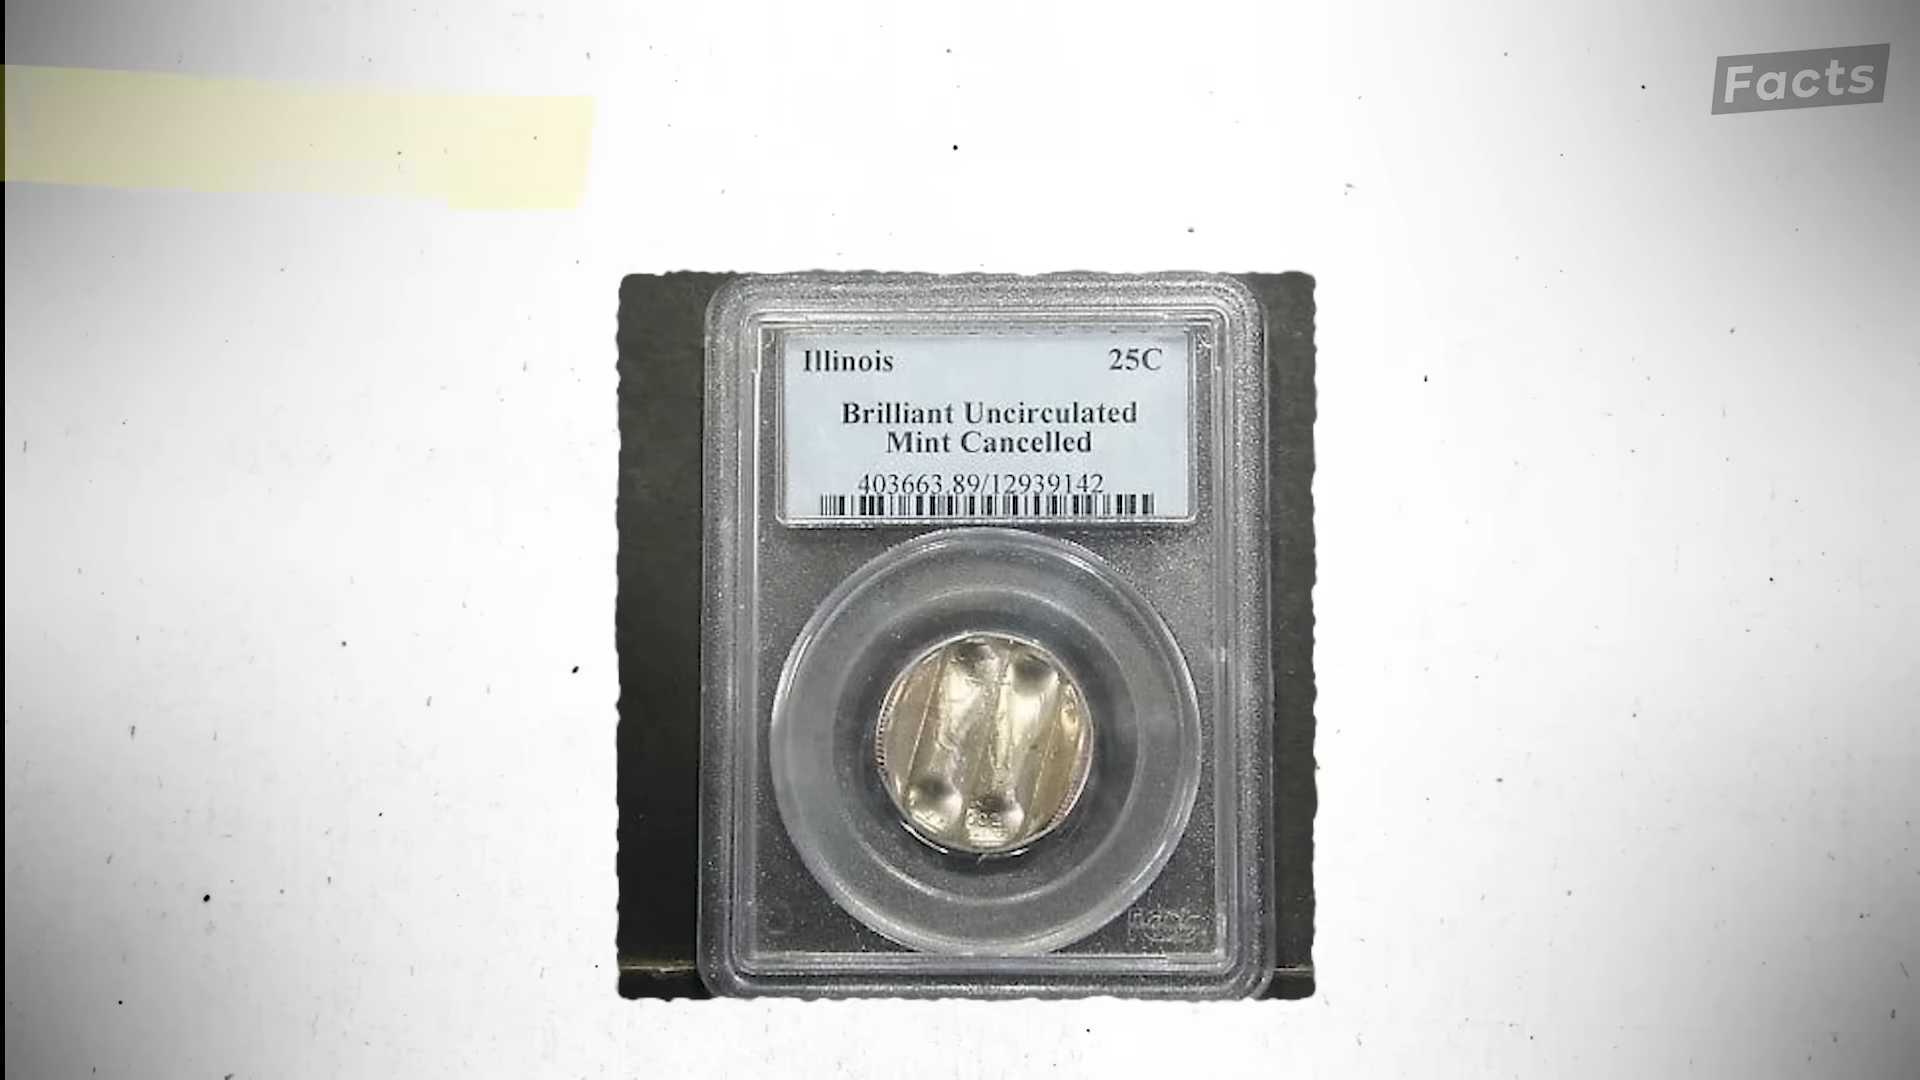 Facts
Illinois 25C
Brilliant Uncirculated
Mint Cancelled
403663.89/12939142